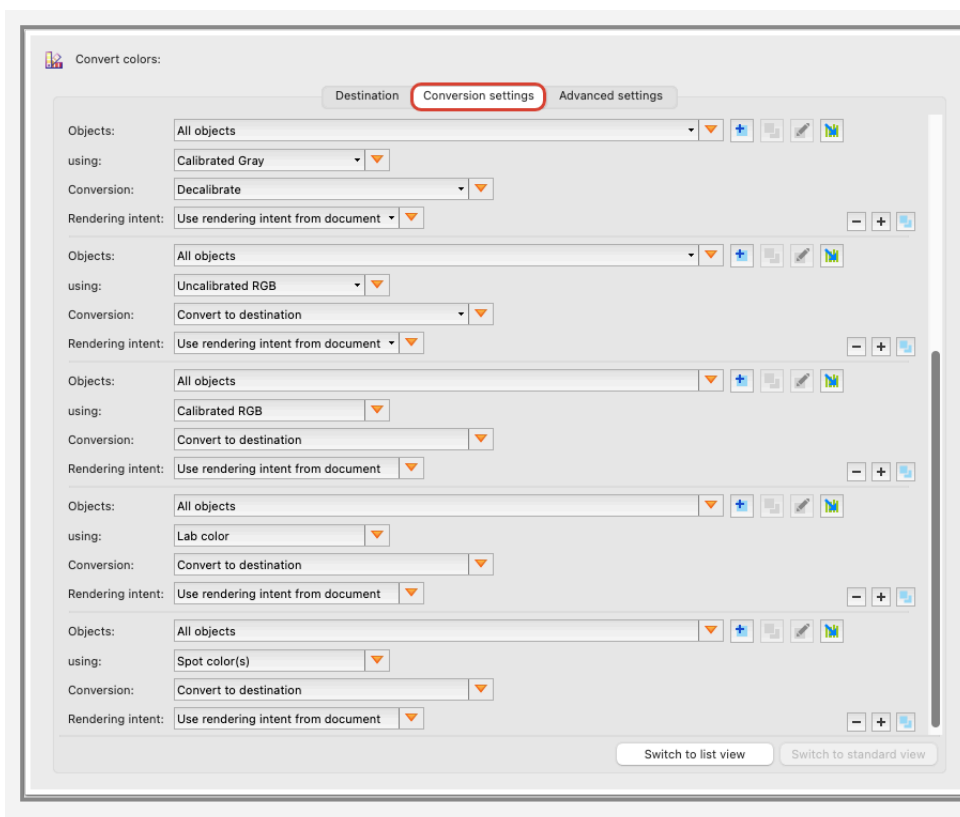 Convert colors:
Destination Conversion settings Advanced settings
Objects: All objects
using: Calibrated Gray
Conversion: Decalibrate
Rendering intent: Use rendering intent from document
Objects: All objects
using: Uncalibrated RGB
Conversion: Convert to destination
Rendering intent: Use rendering intent from document
Objects: All objects
using: Calibrated RGB
Conversion: Convert to destination
Rendering intent: Use rendering intent from document
Objects: All objects
using: Lab color
Conversion: Convert to destination
Rendering intent: Use rendering intent from document
Objects: All objects
using: Spot color(s)
Conversion: Convert to destination
Rendering intent: Use rendering intent from document
Switch to list view Switch to standard view